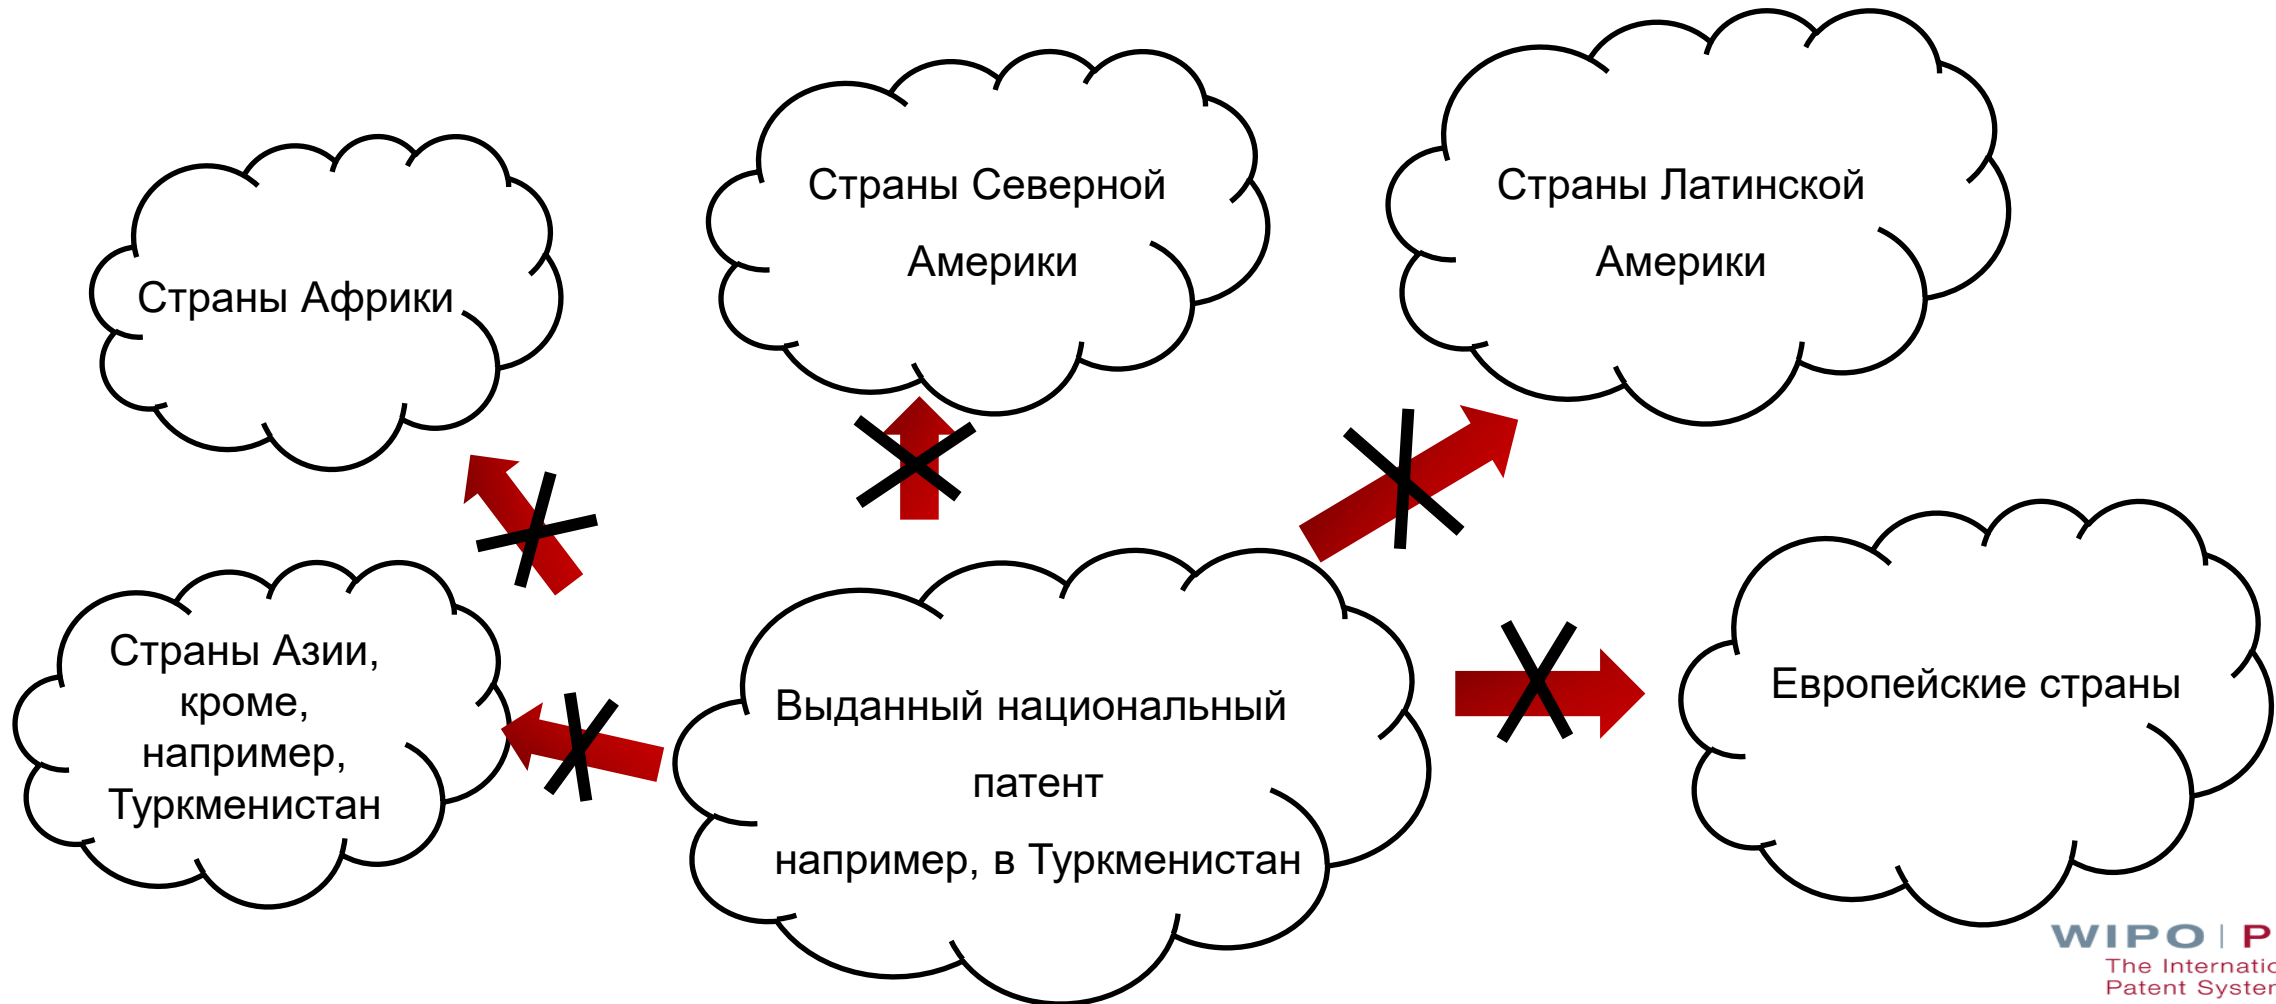 Страны Северной
Америки
Страны Латинской
Америки
Страны Африки
Страны Азии,
кроме,
например,
Туркменистан
Выданный национальный
патент
например, в Туркменистан
Европейские страны
WIPO | P
The Internatio
Patent System